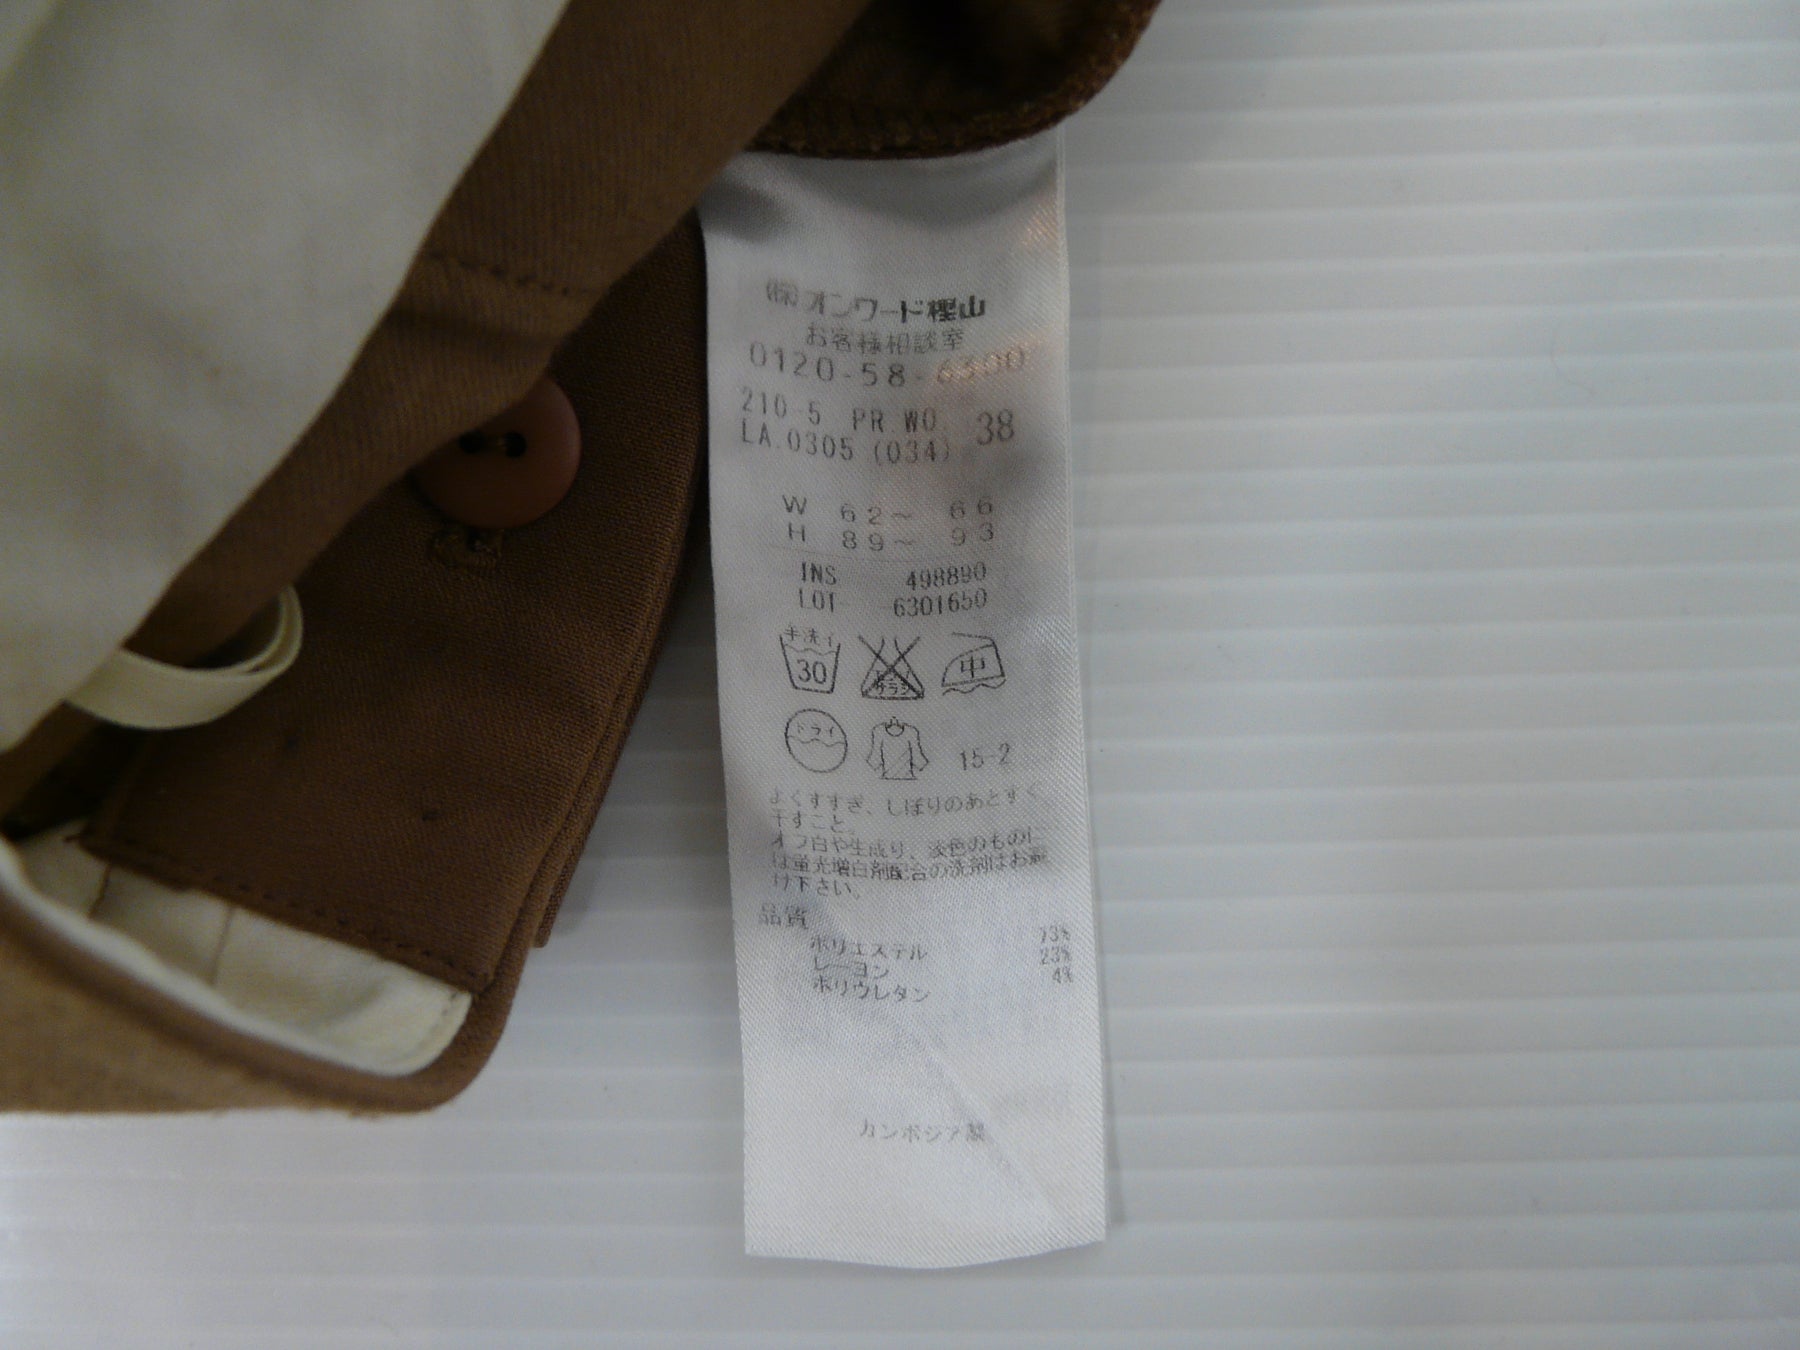 ㈱オンワード樫山
お客様相談室
0120-58-6300
210-5 PR.WO. 38
LA.0305 (034)
W 62～ 66
H 89～ 93
INS 498890
LOT 6301650
手洗イ
30
中
ドライ
15-2
よくすすぎ、しぼりのあとすぐ
干すこと。
オフ白や生成り、淡色のものに
は蛍光増白剤配合の洗剤はお避
け下さい。
品質
ポリエステル 73%
レーヨン 23%
ポリウレタン 4%
カンボジア製